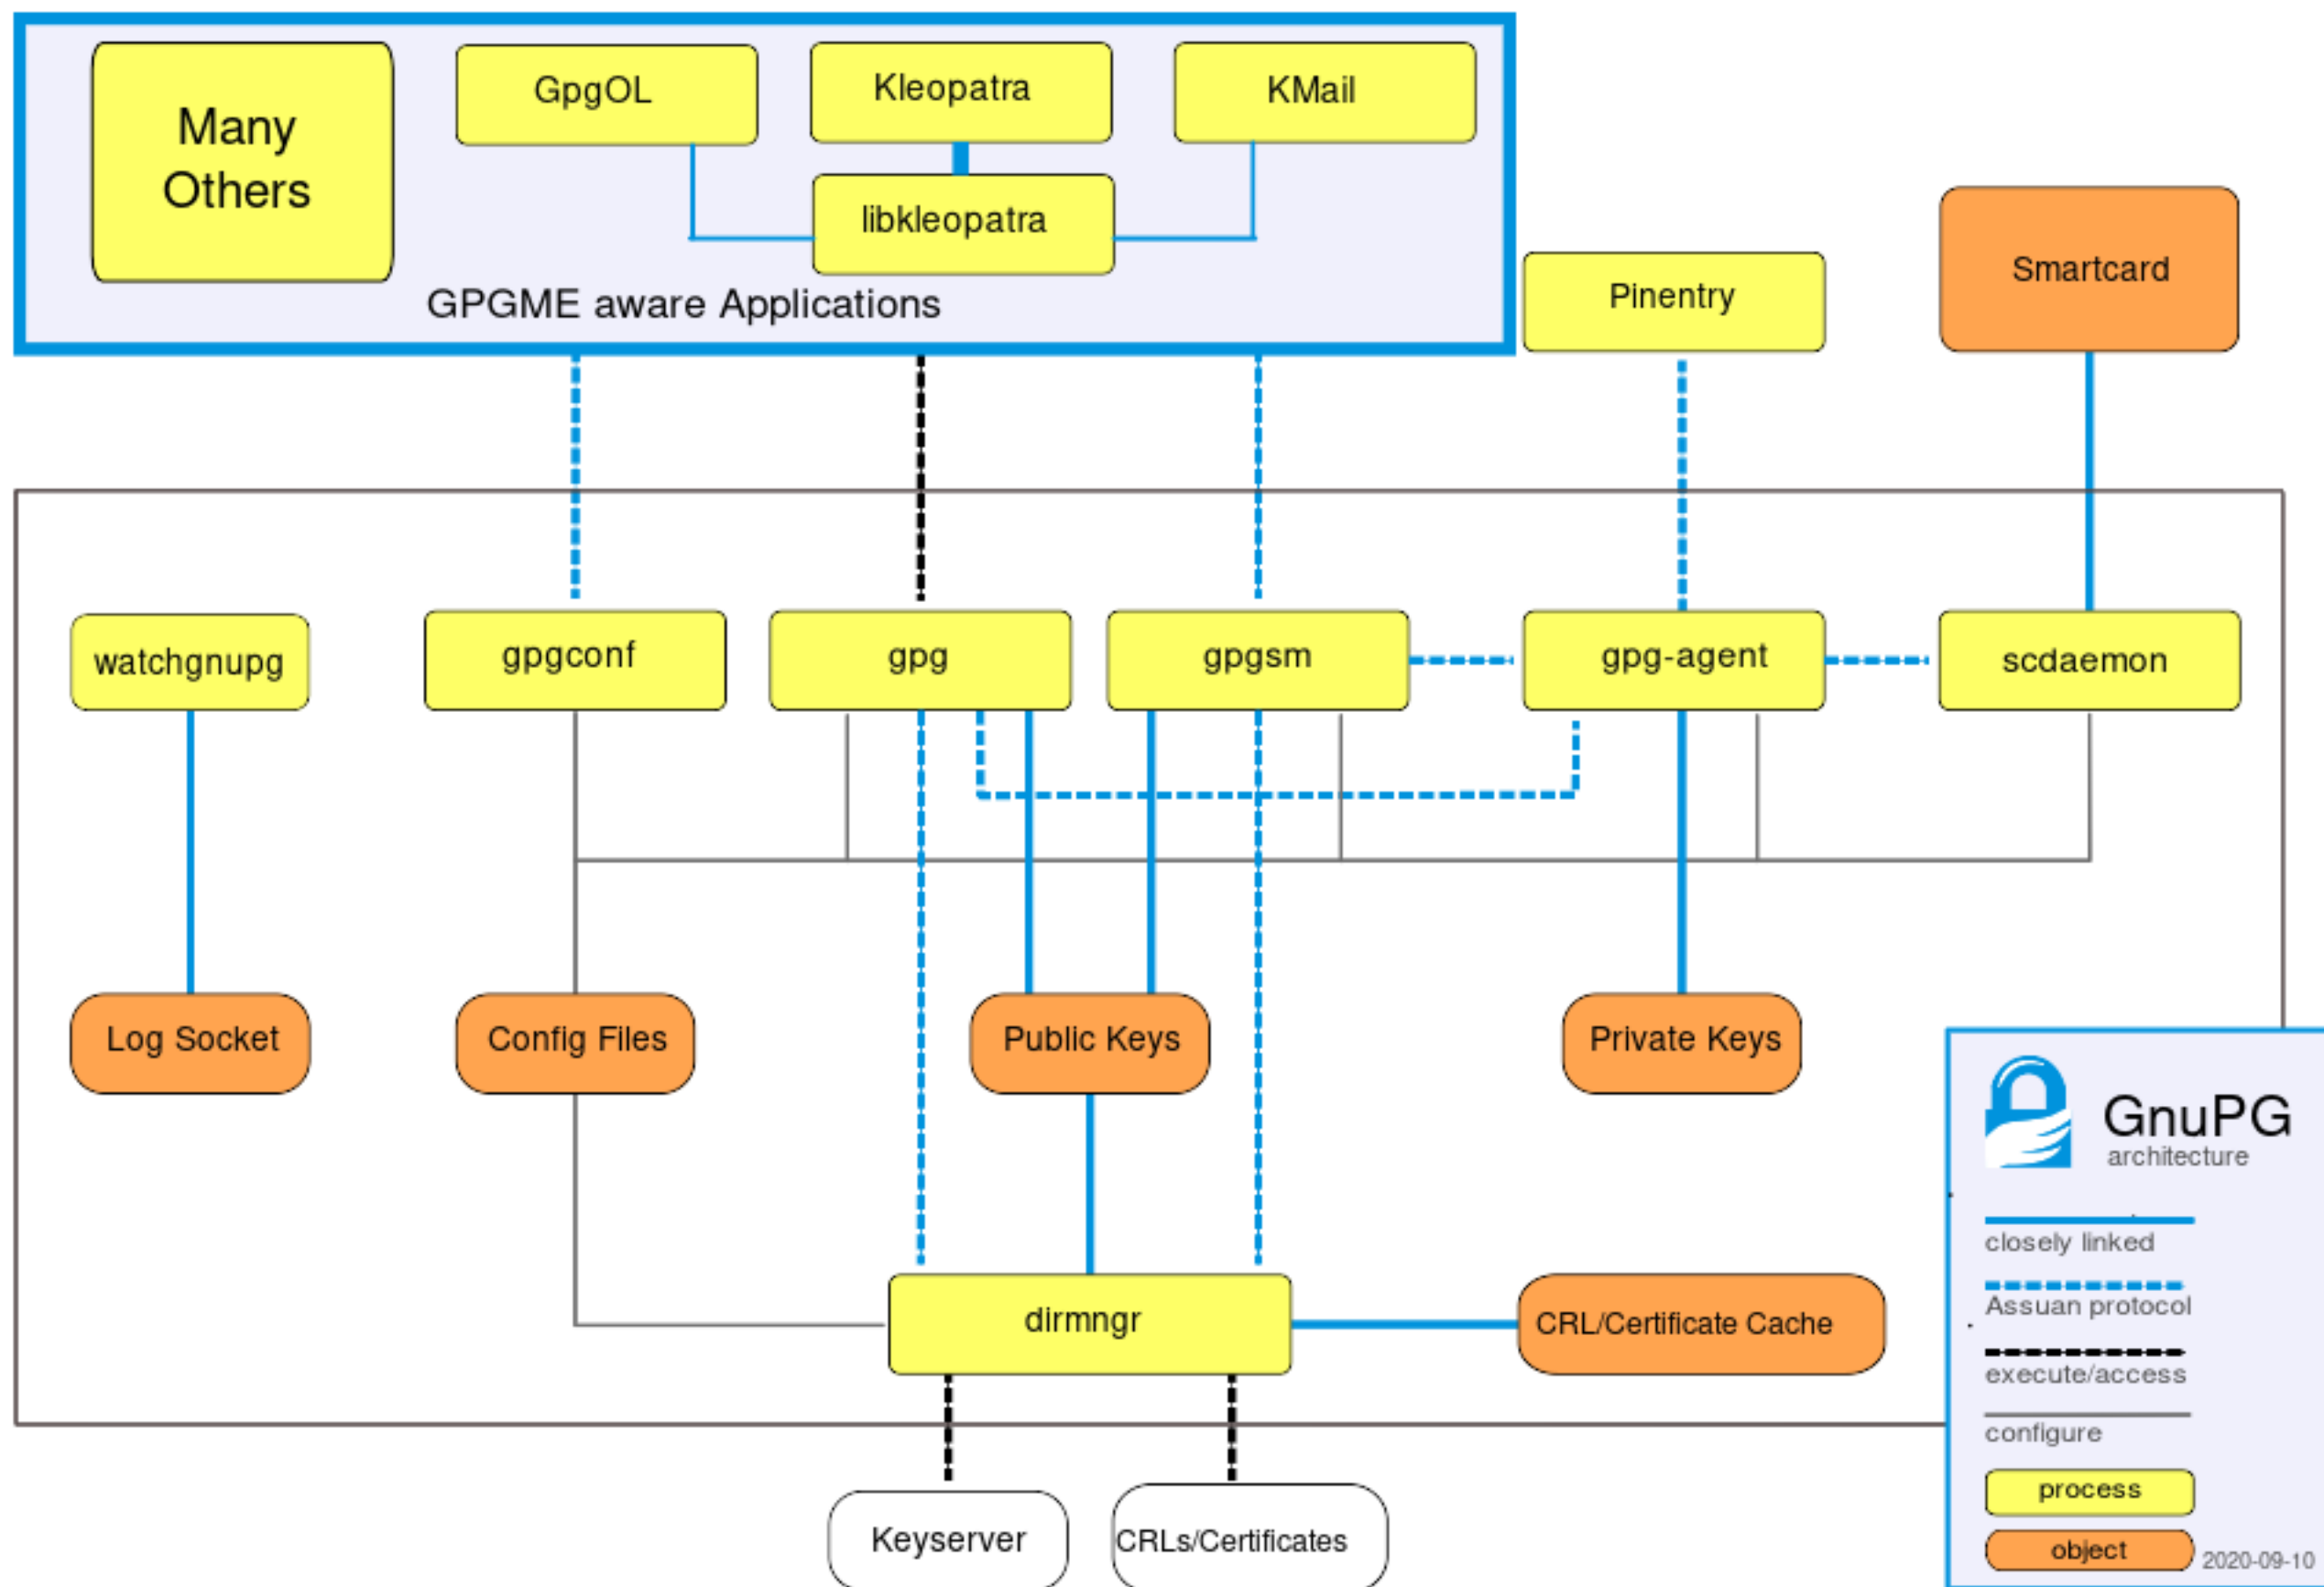 Many
Others
GpgOL
Kleopatra
KMail
libkleopatra
GPGME aware Applications
Pinentry
Smartcard
watchgnupg
gpgconf
gpg
gpgsm
gpg-agent
scdaemon
Log Socket
Config Files
Public Keys
Private Keys
dirmngr
CRL/Certificate Cache
Keyserver
CRLs/Certificates
GnuPG
architecture
closely linked
Assuan protocol
execute/access
configure
process
object
2020-09-10